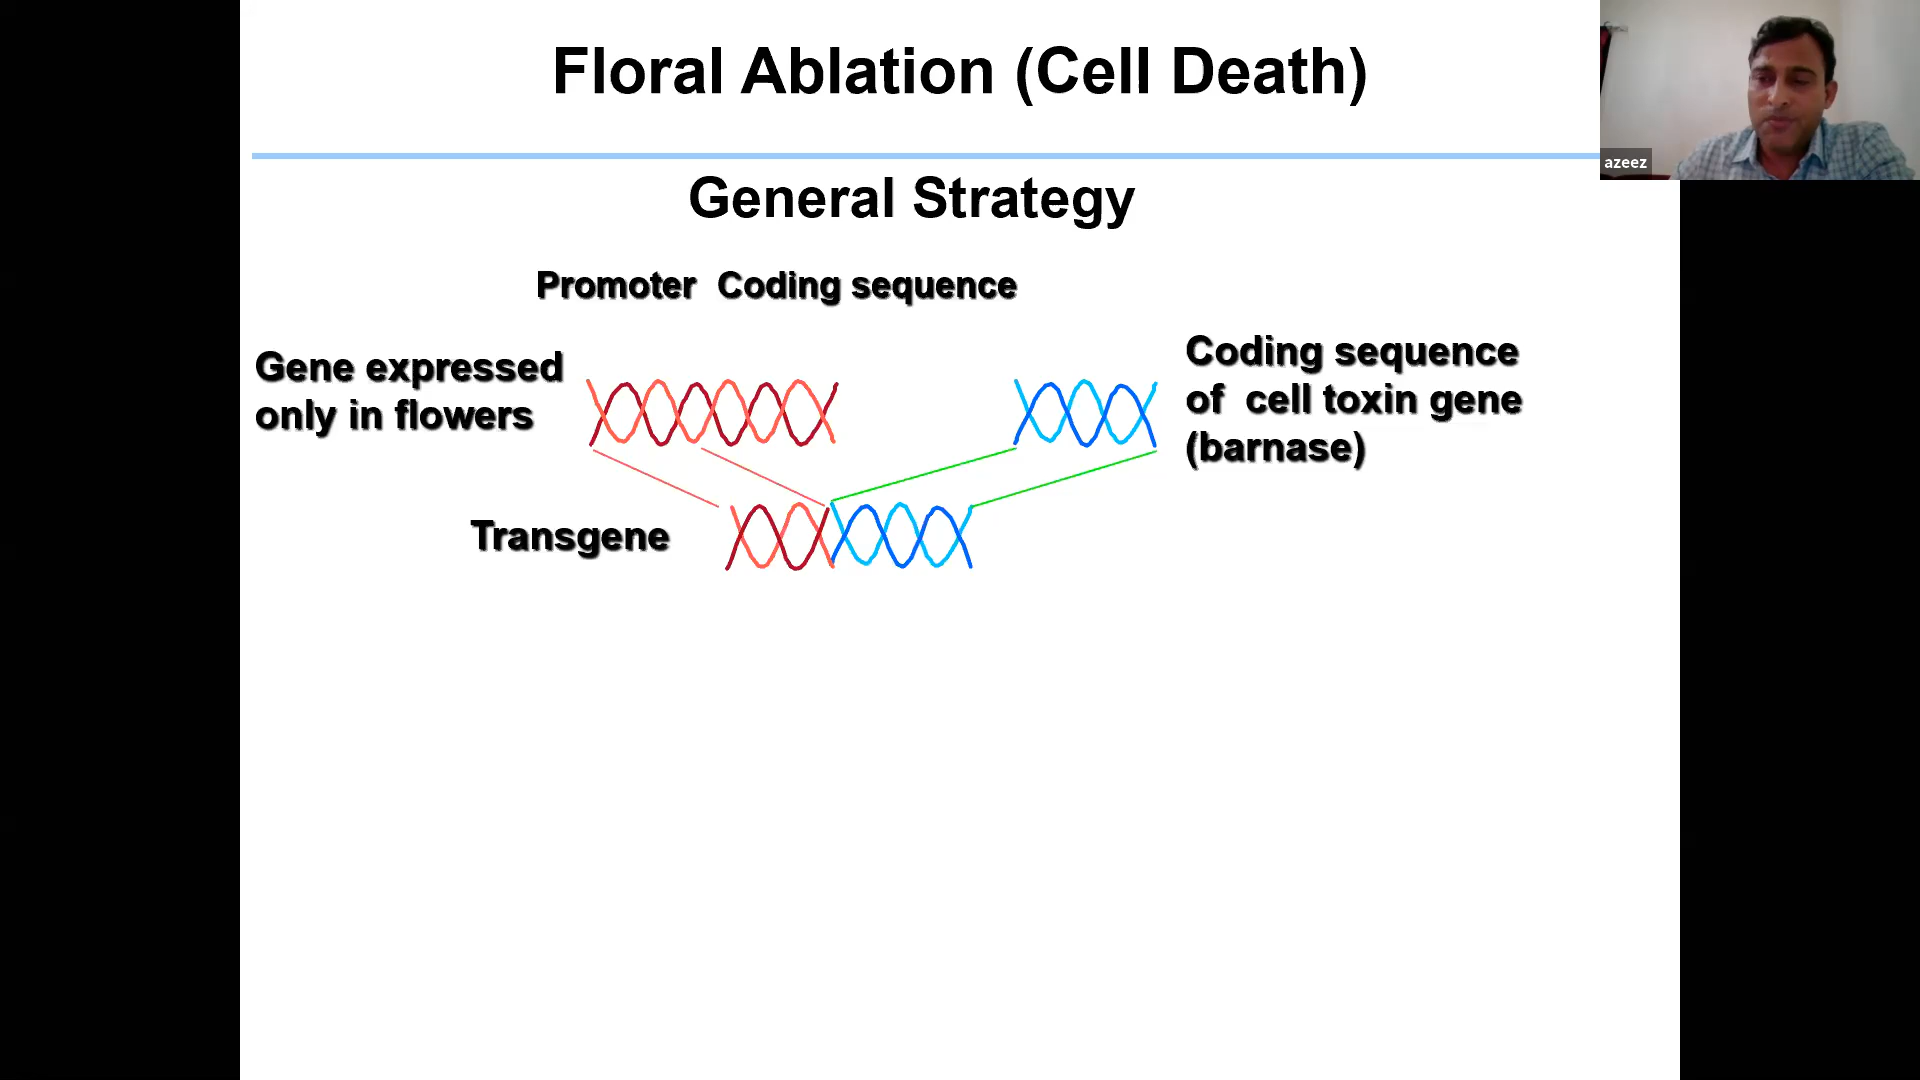 Floral Ablation (Cell Death)
azeez
General Strategy
Promoter Coding sequence
Gene expressed
only in flowers
Coding sequence
of cell toxin gene
(barnase)
Transgene